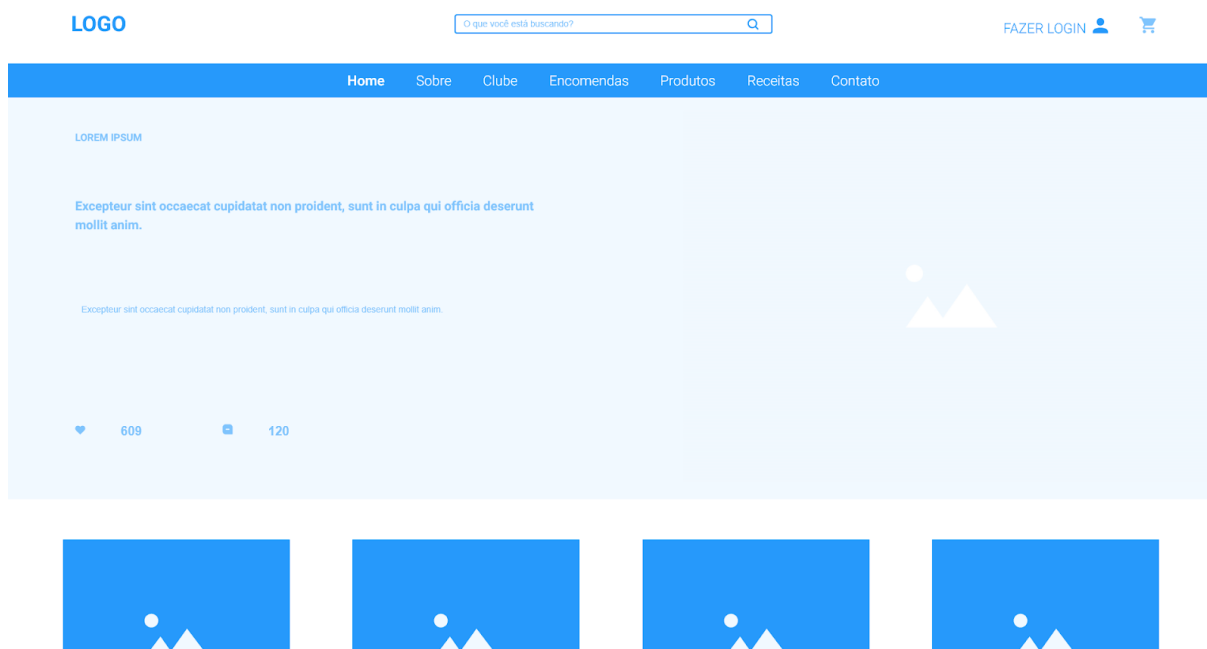 LOGO
O que você está buscando?
FAZER LOGIN
Home Sobre Clube Encomendas Produtos Receitas Contato
LOREM IPSUM
Excepteur sint occaecat cupidatat non proident, sunt in culpa qui officia deserunt
mollit anim.
Excepteur sint occaecat cupidatat non proident, sunt in culpa qui officia deserunt mollit anim.
609 120